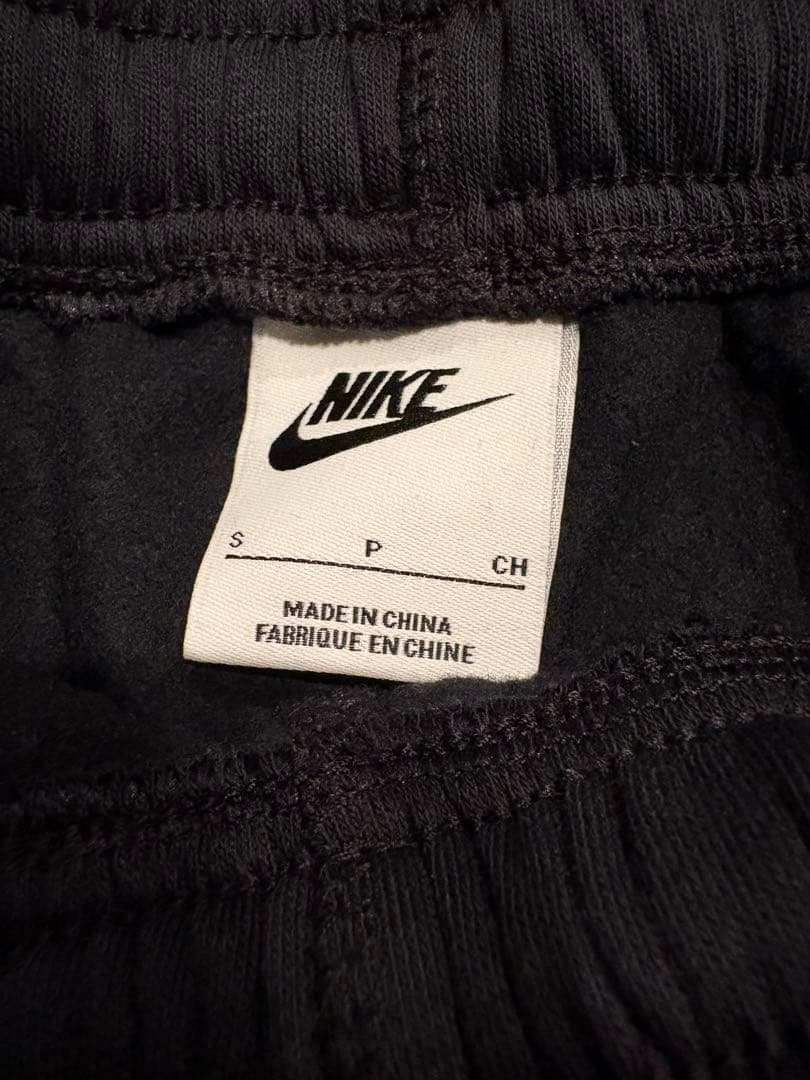 NIKE
S P CH
MADE IN CHINA
FABRIQUE EN CHINE